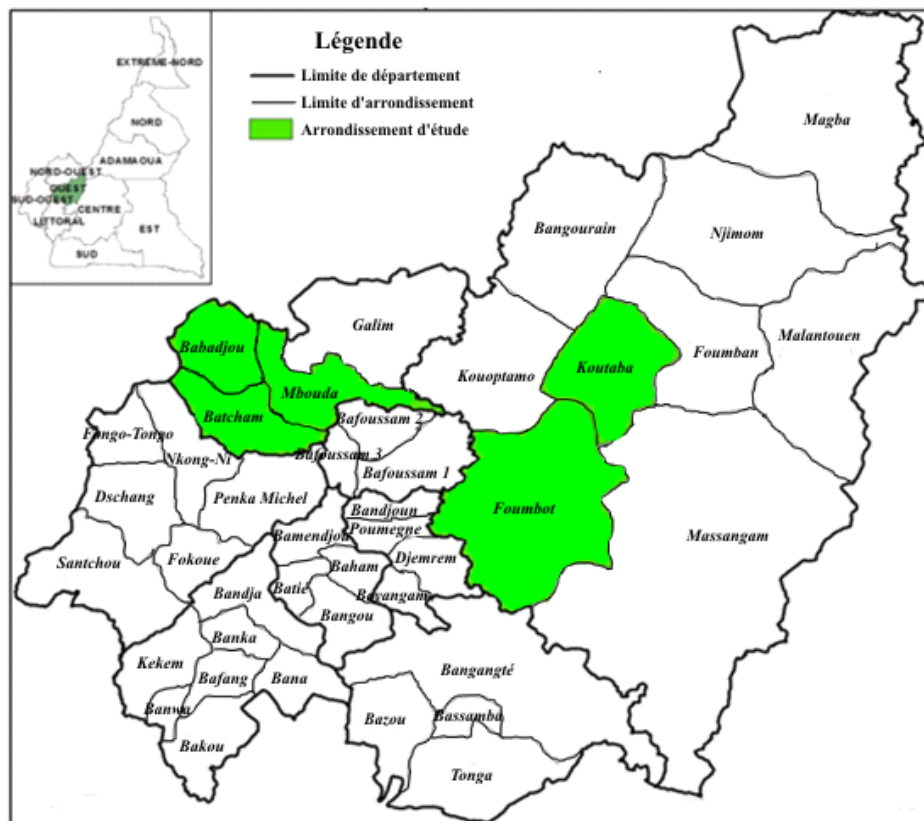 Légende
Limite de département
Limite d'arrondissement
Arrondissement d'étude
EXTREME-NORD
NORD
ADAMAOUA
NORD-OUEST
OUEST
SUD-OUEST
CENTRE
LITTORAL
EST
SUD
Magba
Bangourain
Njimom
Galim
Malantouen
Babadjou
Kouoptamo
Koutaba
Foumban
Mbouda
Batcham
Bafoussam 2
Fongo-Tongo
Bafoussam 3
Nkong-Ni
Bafoussam 1
Dschang
Penka Michel
Bandjoun
Foumbot
Poumegne
Bamendjou
Massangam
Djemrem
Santchou
Fokoue
Baham
Bandja
Batié
Bayangam
Bangou
Banka
Kekem
Bangangté
Bafang
Bana
Banwa
Bazou
Bassamba
Bakou
Tonga